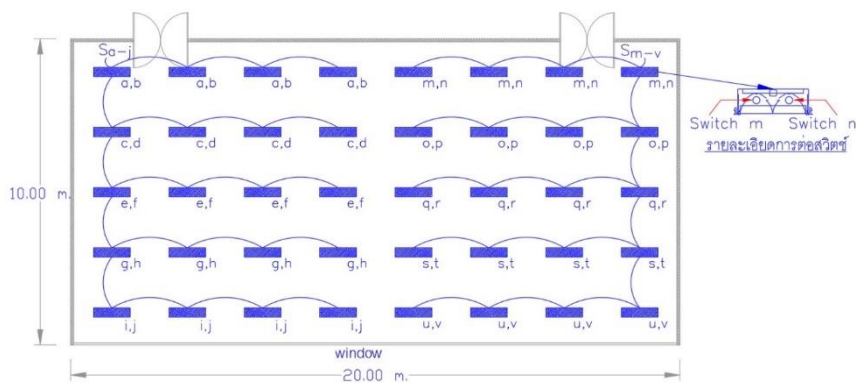 Sa-j
Sm-v
a,b a,b a,b a,b m,n m,n m,n m,n
Switch m Switch n
รายละเอียดการต่อสวิตช์
c,d c,d c,d c,d o,p o,p o,p o,p
10.00 m.
e,f e,f e,f e,f q,r q,r q,r q,r
g,h g,h g,h g,h s,t s,t s,t s,t
i,j i,j i,j i,j u,v u,v u,v u,v
window
20.00 m.